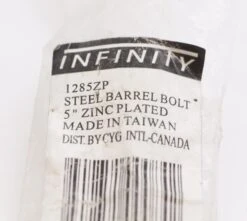 INFINITY
1285ZP
STEEL BARREL BOLT
5" ZINC PLATED
MADE IN TAIWAN
DIST. BY CYG INTL-CANADA